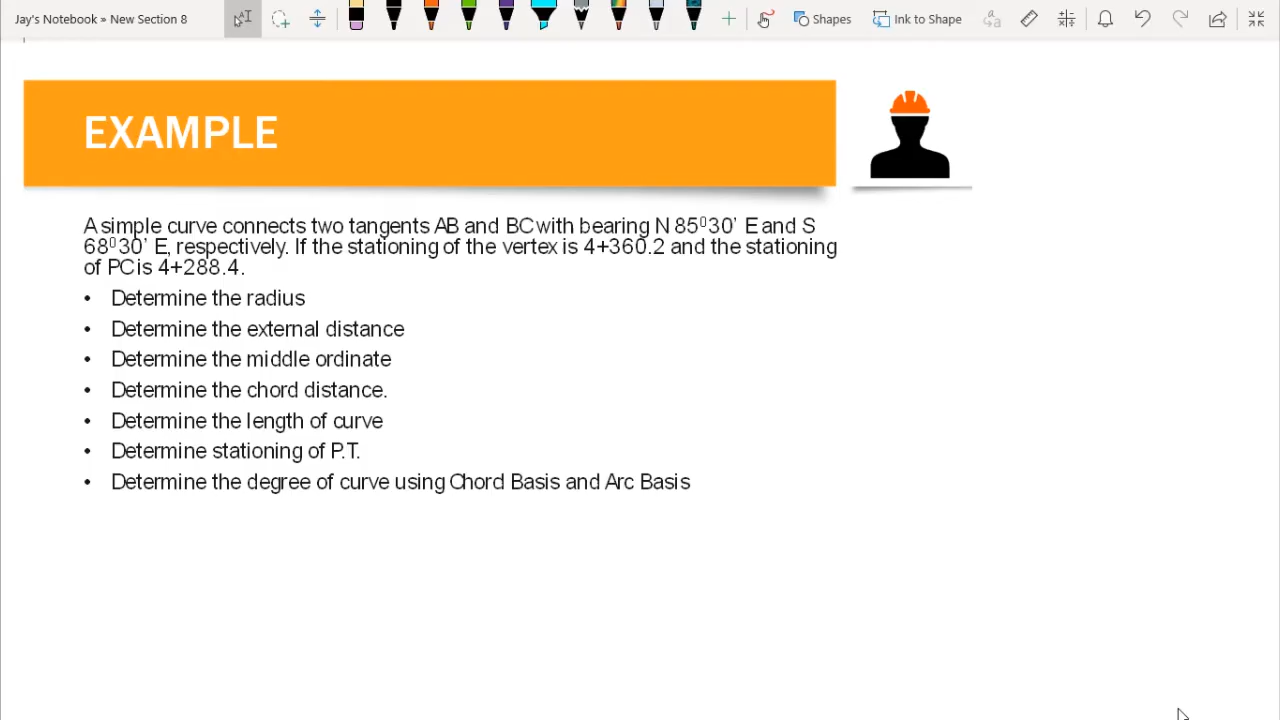 Jay's Notebook » New Section 8
Shapes
Ink to Shape
EXAMPLE
A simple curve connects two tangents AB and BC with bearing N 85⁰30’ E and S
68⁰30’ E, respectively. If the stationing of the vertex is 4+360.2 and the stationing
of PC is 4+288.4.
• Determine the radius
• Determine the external distance
• Determine the middle ordinate
• Determine the chord distance.
• Determine the length of curve
• Determine stationing of P.T.
• Determine the degree of curve using Chord Basis and Arc Basis